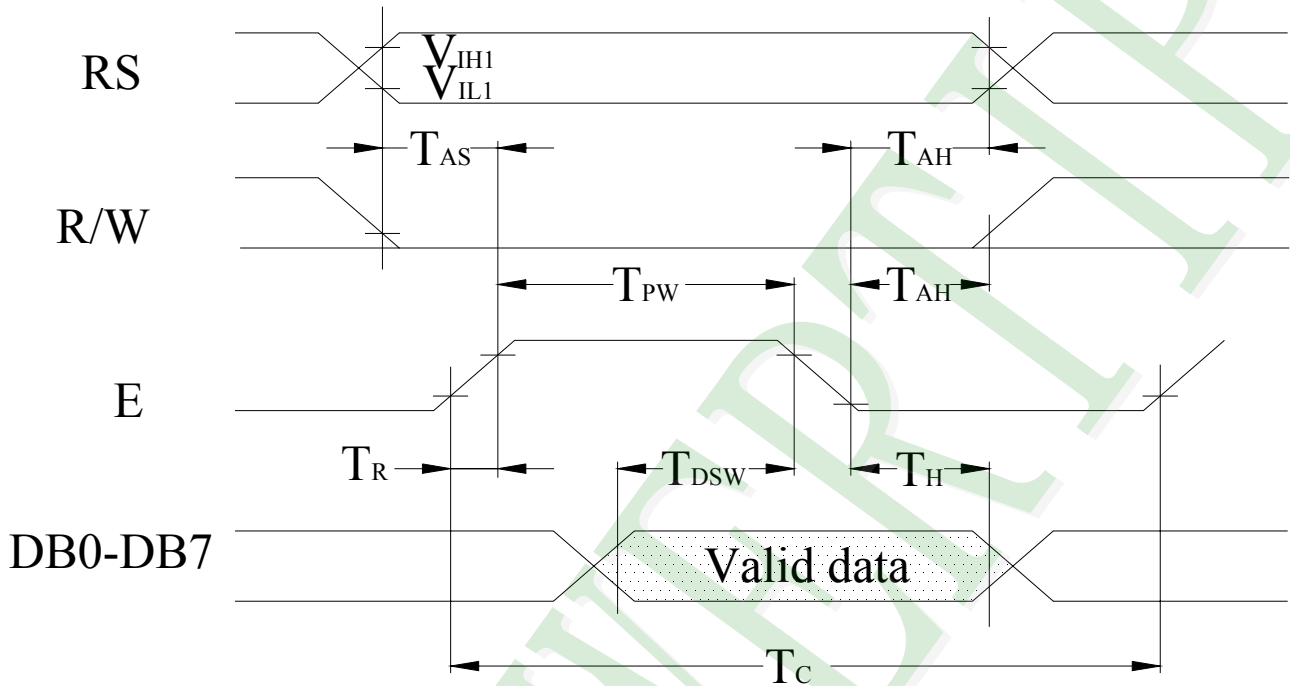 RS
VIH1
VIL1
TAS
TAH
R/W
TPW
TAH
E
TR
TDSW
TH
DB0-DB7
Valid data
TC